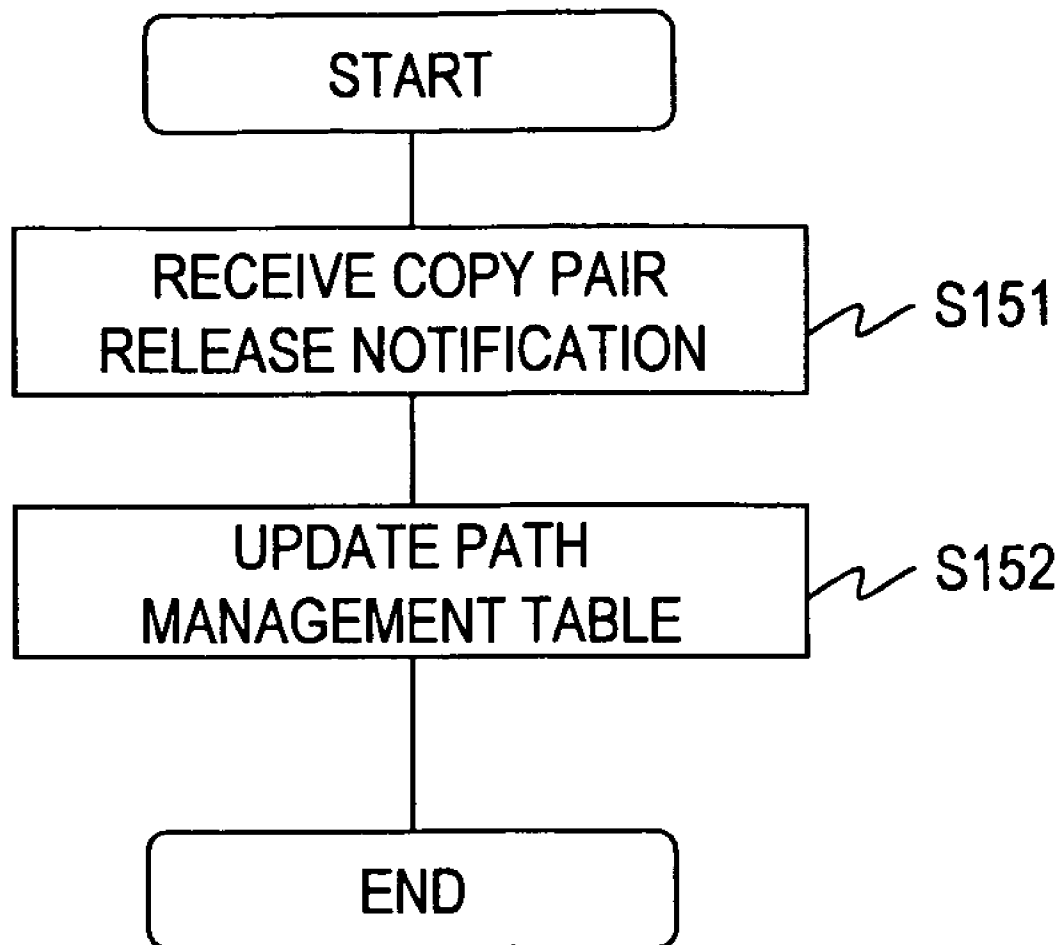 START
RECEIVE COPY PAIR
RELEASE NOTIFICATION
S151
UPDATE PATH
MANAGEMENT TABLE
S152
END